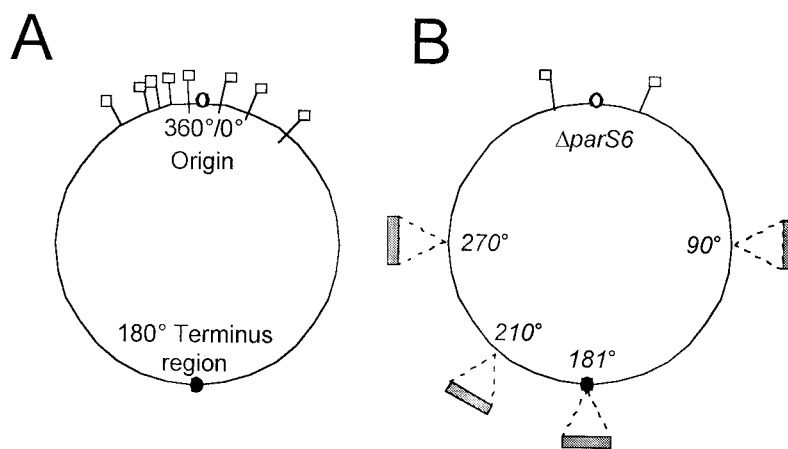 A
360°/0°
Origin
180° Terminus
region
B
ΔparS6
270°
90°
210°
181°